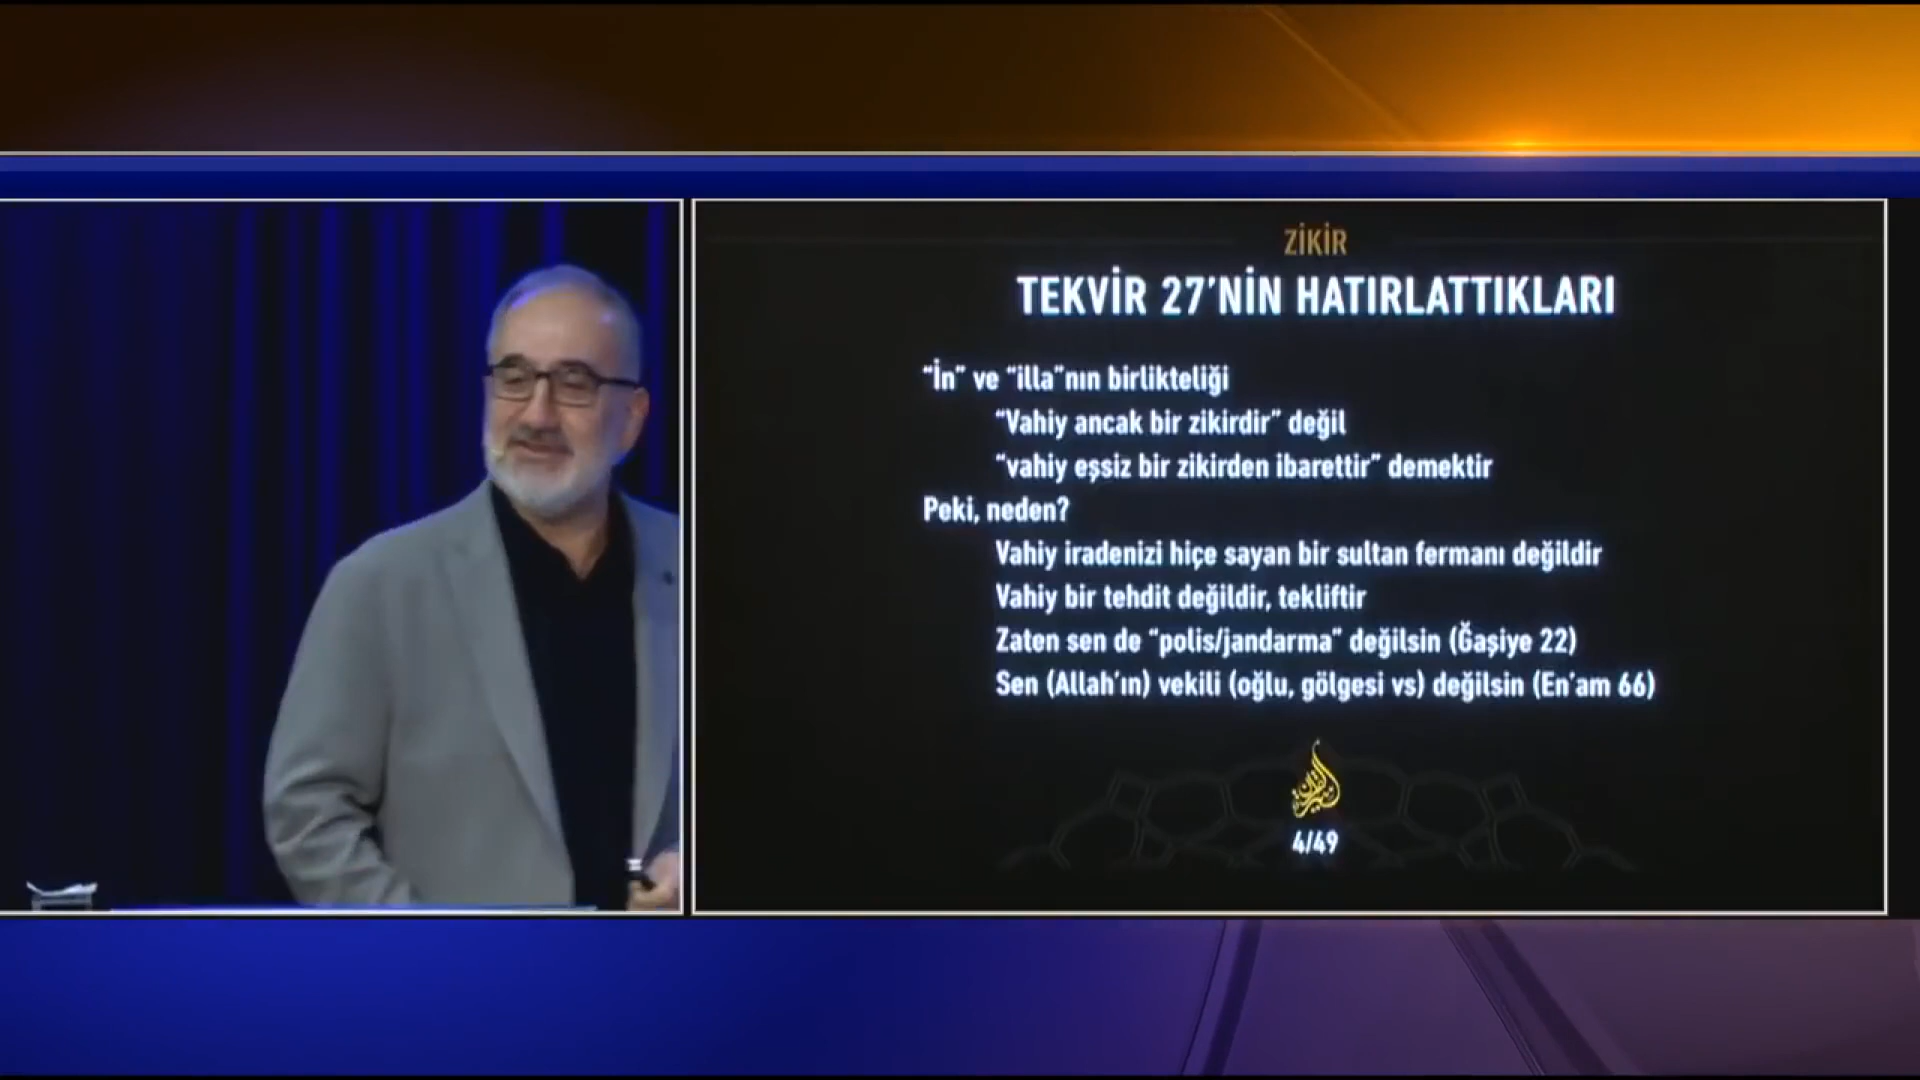 ZİKİR
TEKVİR 27'NİN HATIRLATTIKLARI
“İn” ve “illa”nın birlikteliği
“Vahiy ancak bir zikirdir” değil
“vahiy eşsiz bir zikirden ibarettir” demektir
Peki, neden?
Vahiy iradenizi hiçe sayan bir sultan fermanı değildir
Vahiy bir tehdit değildir, tekliftir
Zaten sen de “polis/jandarma” değilsin (Ğaşiye 22)
Sen (Allah'ın) vekili (oğlu, gölgesi vs) değilsin (En'am 66)
4/49